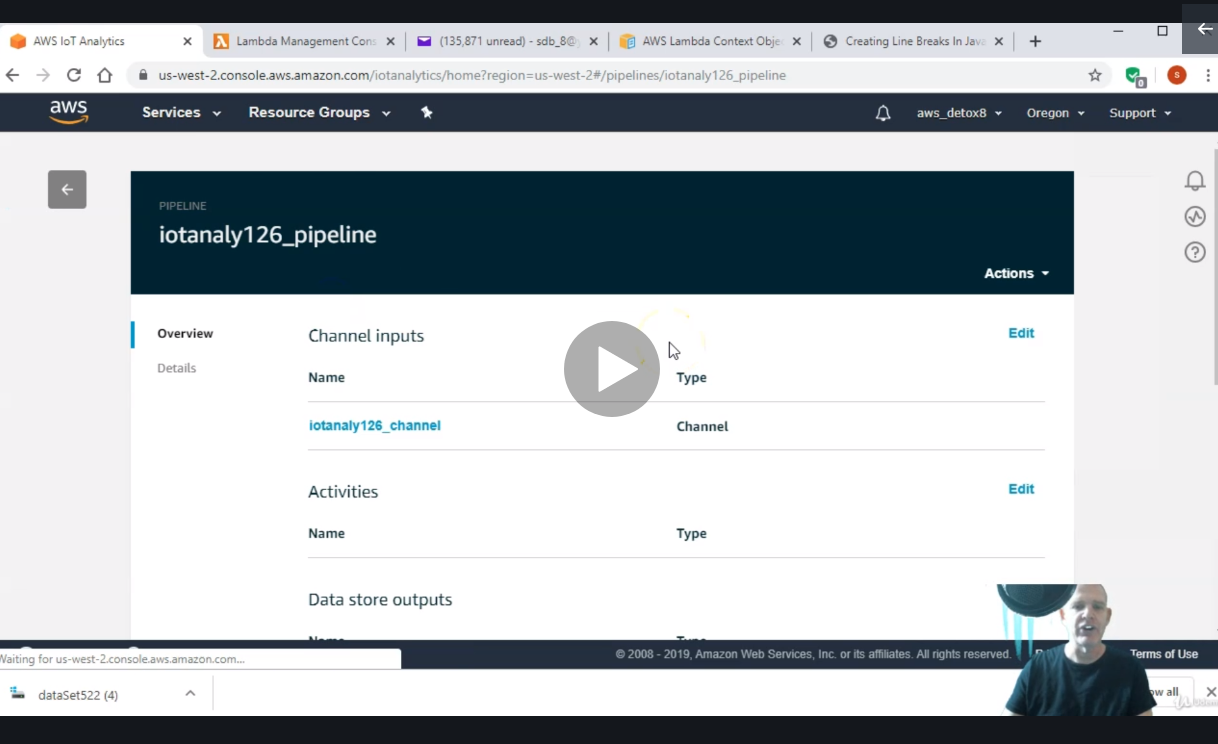 AWS IoT Analytics
Lambda Management Cons
(135,871 unread) - sdb_8@
AWS Lambda Context Obje
Creating Line Breaks In Java
us-west-2.console.aws.amazon.com/iotanalytics/home?region=us-west-2#/pipelines/iotanaly126_pipeline
S
0
aws
Services
Resource Groups
aws_detox8
Oregon
Support
PIPELINE
iotanaly126_pipeline
Actions
Overview
Details
Channel inputs
Edit
Name
Type
iotanaly126_channel
Channel
Activities
Edit
Name
Type
Data store outputs
Name
Type
© 2008 - 2019, Amazon Web Services, Inc. or its affiliates. All rights reserved.
Terms of Use
Waiting for us-west-2.console.aws.amazon.com...
dataSet522 (4)
ow all
Udemy